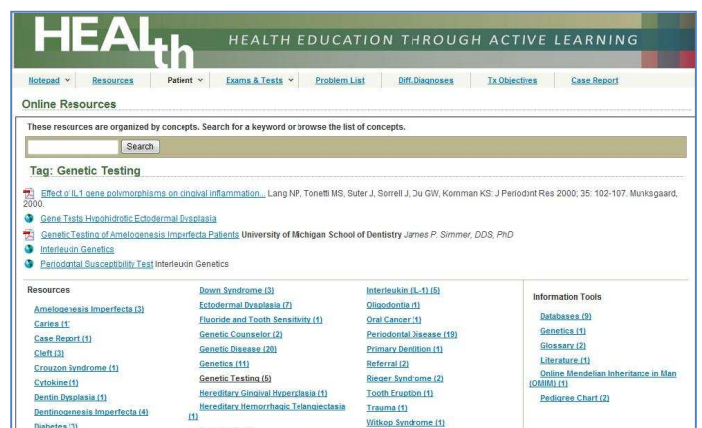 HEALth
HEALTH EDUCATION THROUGH ACTIVE LEARNING
Notepad Resources Patient Exams & Tests Problem List Diff.Diagnoses Tx Objectives Case Report
Online Resources
These resources are organized by concepts. Search for a keyword or browse the list of concepts.
Search
Tag: Genetic Testing
Effect of IL1 gene polymorphisms on gingival inflammation... Lang NP, Tonetti MS, Suter J, Sorrell J, Du GW, Kornman KS: J Periodont Res 2000; 35: 102-107. Munksgaard,
2000.
Gene Tests Hypohidrotic Ectodermal Dysplasia
Genetic Testing of Amelogenesis Imperfecta Patients University of Michigan School of Dentistry James P. Simmer, DDS, PhD
Interleukin Genetics
Periodontal Susceptibility Test Interleukin Genetics
Resources
Amelogenesis Imperfecta (3)
Caries (1)
Case Report (1)
Cleft (3)
Crouzon Syndrome (1)
Cytokine (1)
Dentin Dysplasia (1)
Dentinogenesis Imperfecta (4)
Diabetes (3)
Down Syndrome (3)
Ectodermal Dysplasia (7)
Fluoride and Tooth Sensitivity (1)
Genetic Counselor (2)
Genetic Disease (20)
Genetics (11)
Genetic Testing (5)
Hereditary Gingival Hyperplasia (1)
Hereditary Hemorrhagic Telangiectasia
(1)
Interleukin (IL-1) (5)
Oligodontia (1)
Oral Cancer (1)
Periodontal Disease (19)
Primary Dentition (1)
Referral (2)
Rieger Syndrome (2)
Tooth Eruption (1)
Trauma (1)
Witkop Syndrome (1)
Information Tools
Databases (9)
Genetics (1)
Glossary (2)
Literature (1)
Online Mendelian Inheritance in Man
(OMIM) (1)
Pedigree Chart (2)